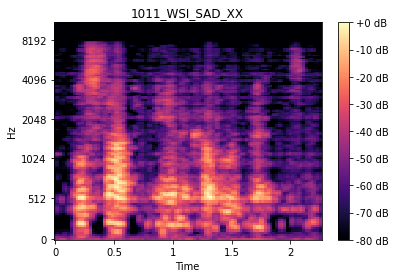 1011_WSI_SAD_XX
+0 dB
8192
-10 dB
4096
-20 dB
-30 dB
2048
-40 dB
Hz
1024
-50 dB
512
-60 dB
-70 dB
0
-80 dB
0
0.5
1
1.5
2
Time